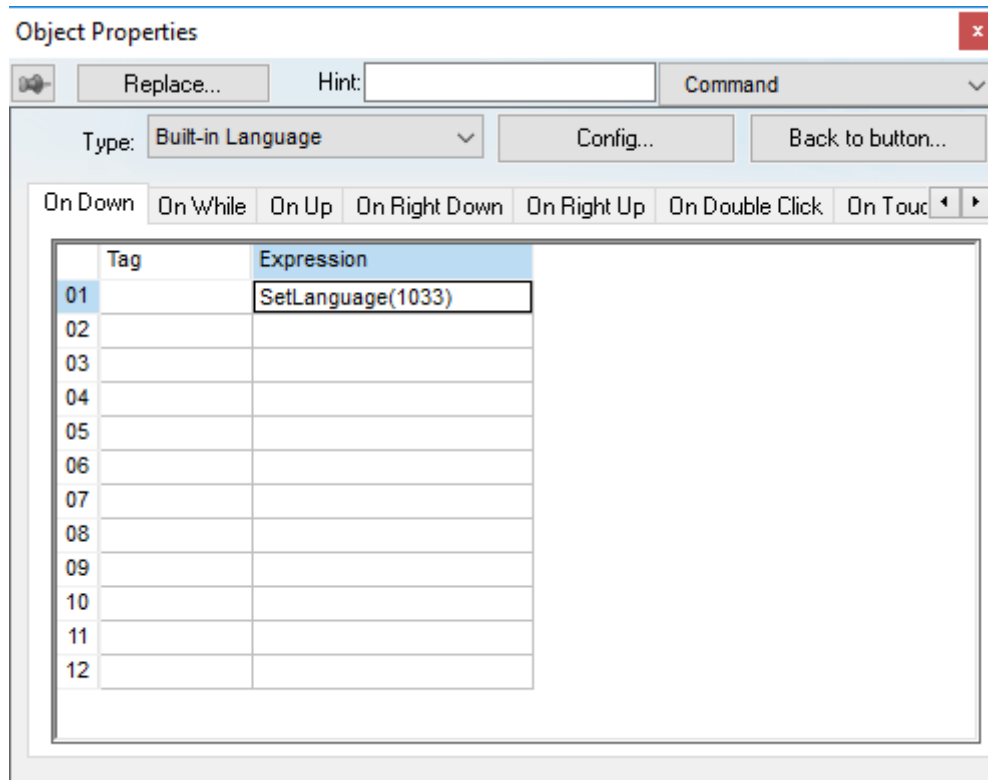 Object Properties
x
Replace... Hint: Command
Type: Built-in Language Config... Back to button...
On Down On While On Up On Right Down On Right Up On Double Click On Touc
Tag Expression
01 SetLanguage(1033)
02
03
04
05
06
07
08
09
10
11
12